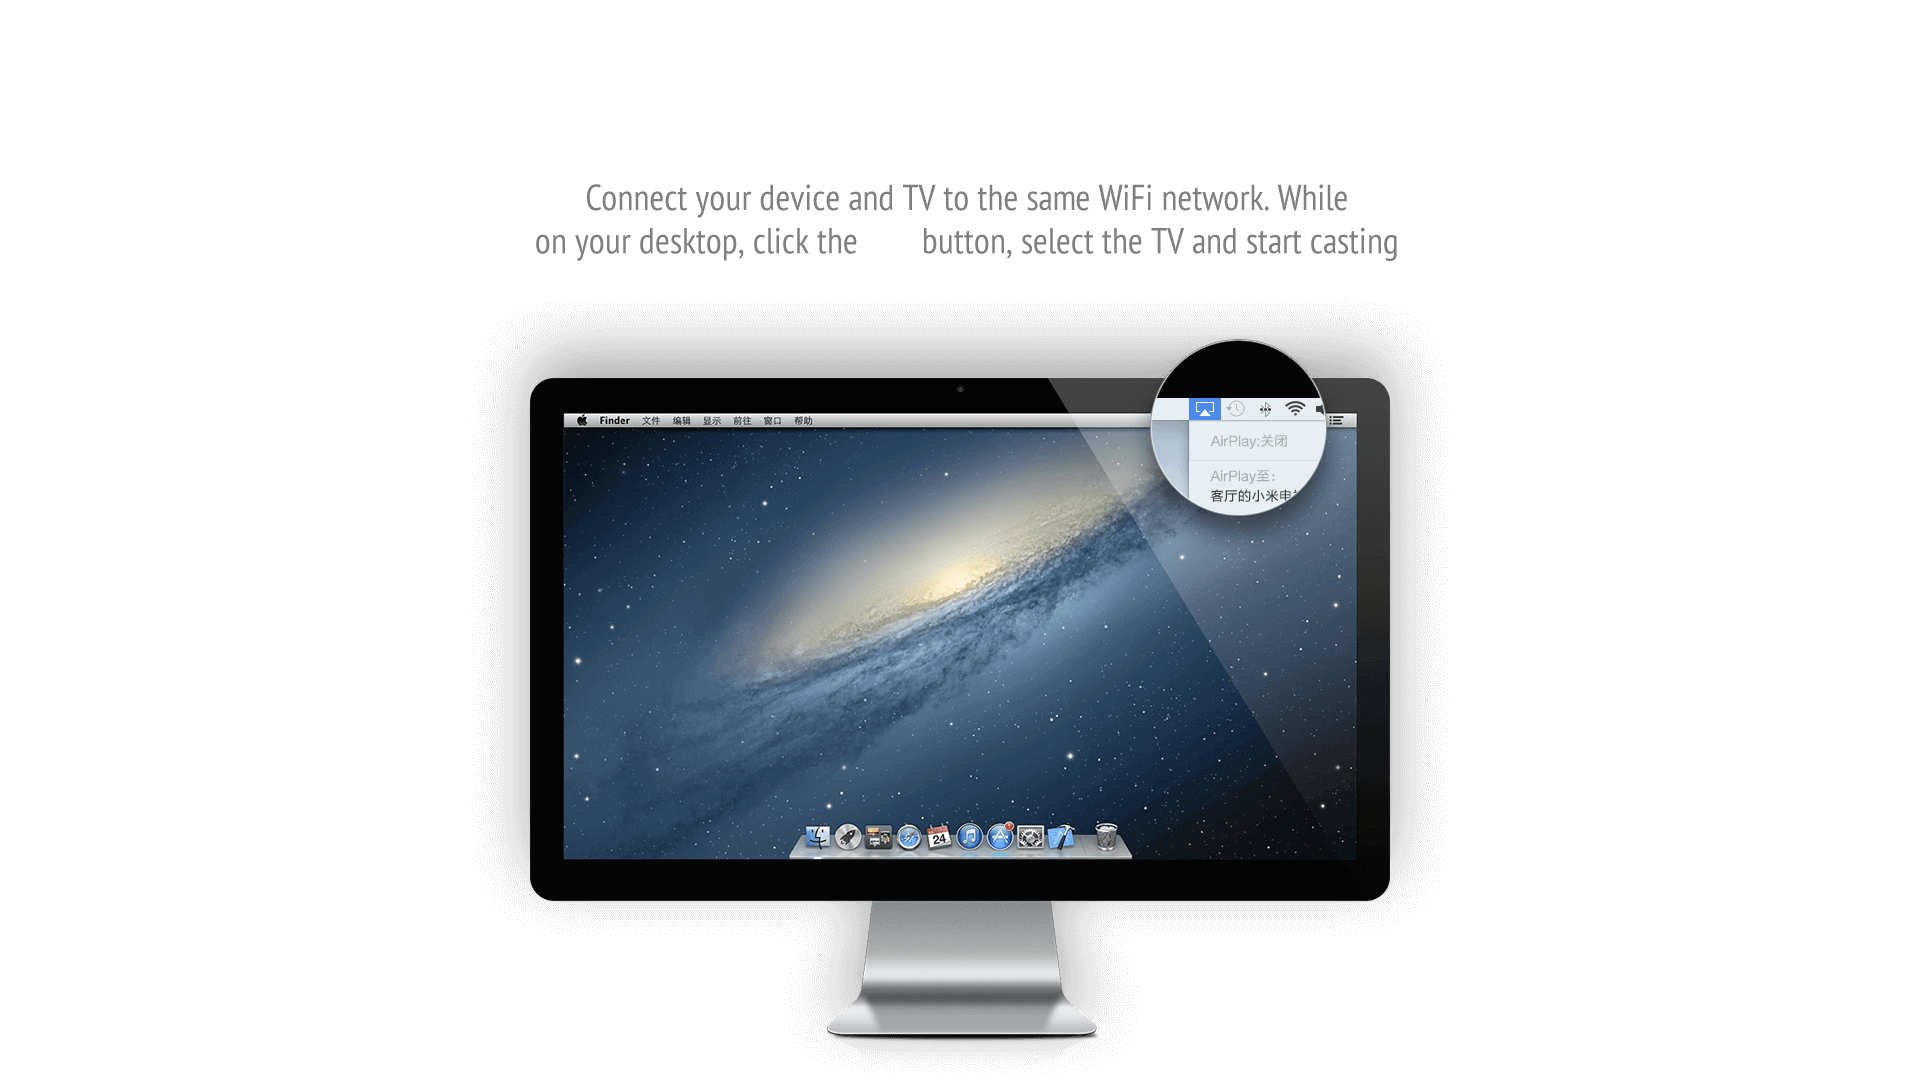 Connect your device and TV to the same WiFi network. While
on your desktop, click the button, select the TV and start casting
Finder 文件 编辑 显示 前往 窗口 帮助
AirPlay:关闭
AirPlay至:
客厅的小米电
24